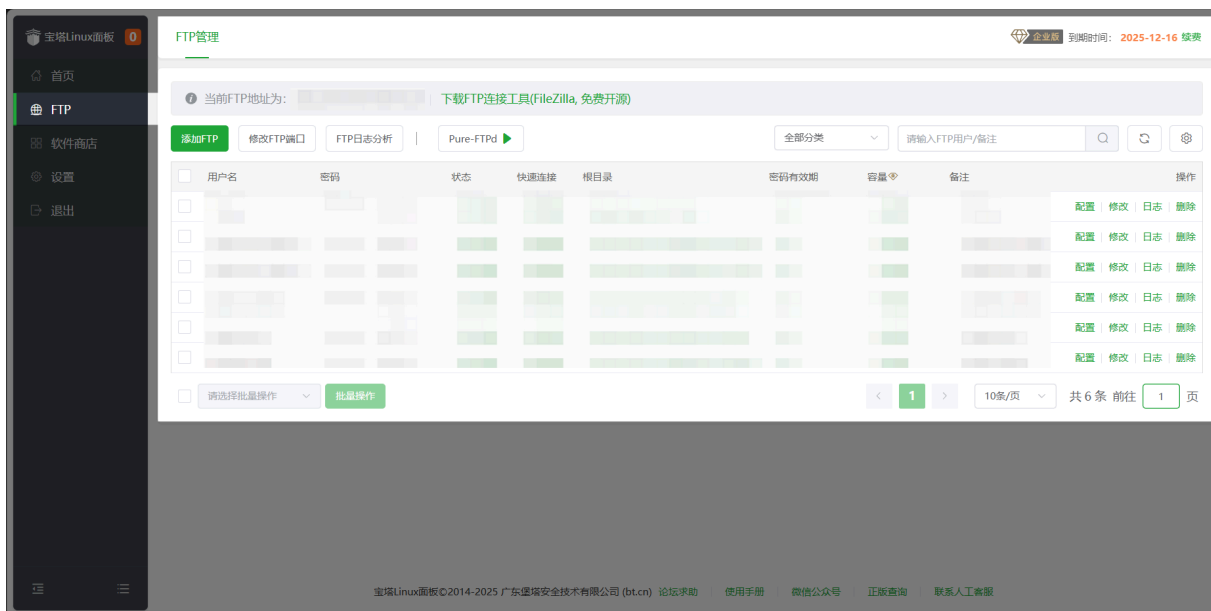 宝塔Linux面板 0
首页
FTP
软件商店
设置
退出
FTP管理
企业版 到期时间: 2025-12-16 续费
当前FTP地址为: 下载FTP连接工具(FileZilla, 免费开源)
添加FTP 修改FTP端口 FTP日志分析 Pure-FTPd 全部分类 请输入FTP用户/备注
用户名 密码 状态 快速连接 根目录 密码有效期 容量 备注 操作
配置 修改 日志 删除
配置 修改 日志 删除
配置 修改 日志 删除
配置 修改 日志 删除
配置 修改 日志 删除
配置 修改 日志 删除
请选择批量操作 批量操作 1 10条/页 共 6 条 前往 1 页
宝塔Linux面板©2014-2025 广东堡塔安全技术有限公司 (bt.cn) 论坛求助 使用手册 微信公众号 正版查询 联系人工客服